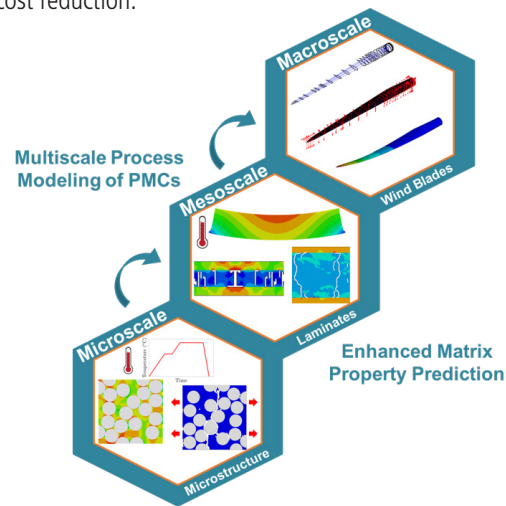 cost reduction.
Macroscale
Wind Blades
Multiscale Process
Modeling of PMCs
Mesoscale
Laminates
Enhanced Matrix
Property Prediction
Microscale
Temperature (°C)
Time
Microstructure